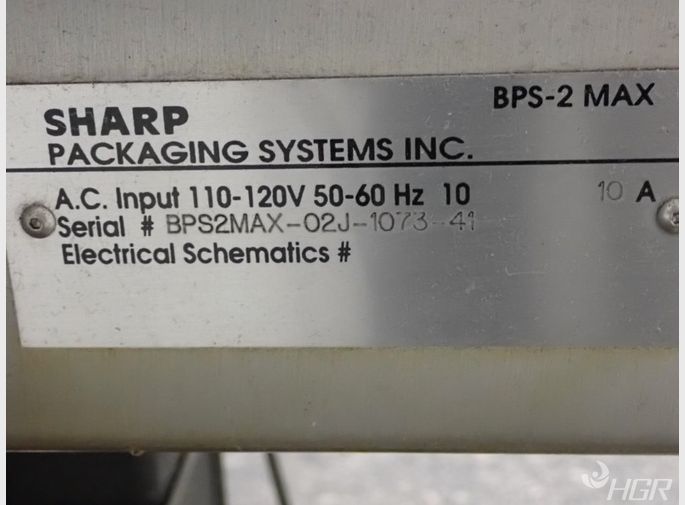 BPS-2 MAX
SHARP
PACKAGING SYSTEMS INC.
A.C. Input 110-120V 50-60 Hz 10 10 A
Serial # BPS2MAX-02J-1073-41
Electrical Schematics #
HGR